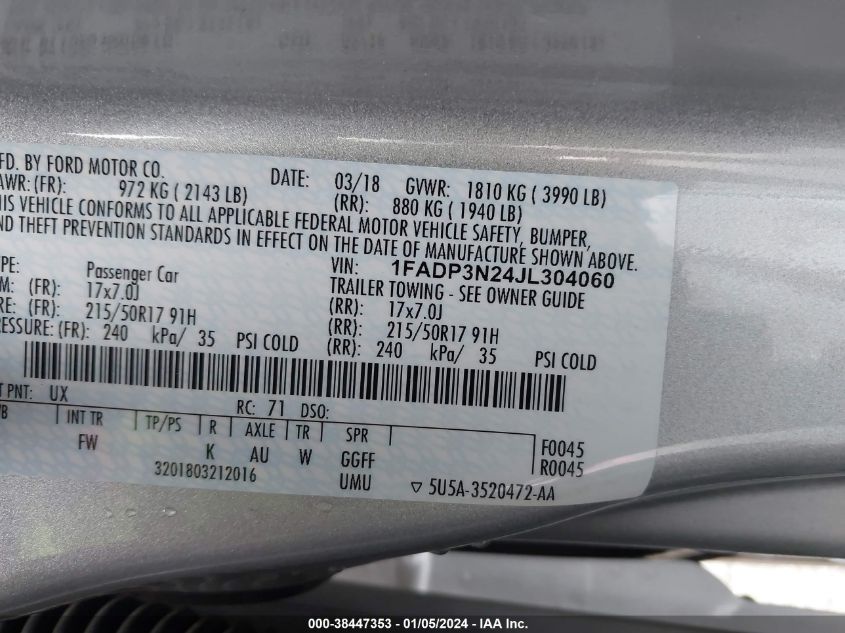 FD. BY FORD MOTOR CO. DATE: 03/18 GVWR: 1810 KG ( 3990 LB)
AWR: (FR): 972 KG ( 2143 LB) (RR): 880 KG ( 1940 LB)
HIS VEHICLE CONFORMS TO ALL APPLICABLE FEDERAL MOTOR VEHICLE SAFETY, BUMPER,
ND THEFT PREVENTION STANDARDS IN EFFECT ON THE DATE OF MANUFACTURE SHOWN ABOVE.
YPE: Passenger Car VIN: 1FADP3N24JL304060
M: (FR): 17x7.0J TRAILER TOWING - SEE OWNER GUIDE
RE: (FR): 215/50R17 91H (RR): 17x7.0J
RESSURE: (FR): 240 kPa/ 35 PSI COLD (RR): 215/50R17 91H
(RR): 240 kPa/ 35 PSI COLD
T PNT: UX RC: 71 DSO:
WB INT TR TP/PS R AXLE TR SPR F0045
FW K AU W GGFF R0045
3201803212016 UMU ▽ 5U5A-3520472-AA
000-38447353 - 01/05/2024 - IAA Inc.